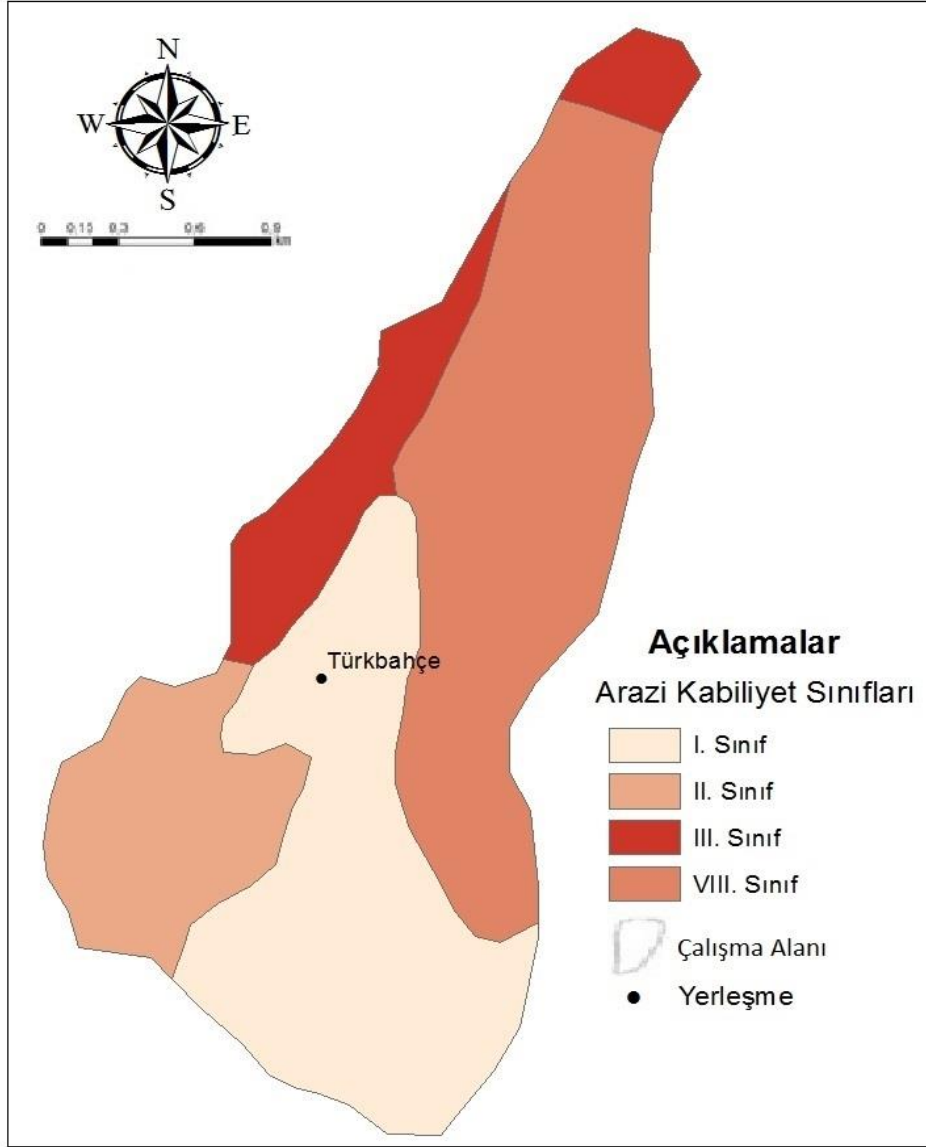 N
W E
S
0 0,15 0,3 0,6 0,9
km
Türkbahçe
Açıklamalar
Arazi Kabiliyet Sınıfları
I. Sınıf
II. Sınıf
III. Sınıf
VIII. Sınıf
Çalışma Alanı
Yerleşme